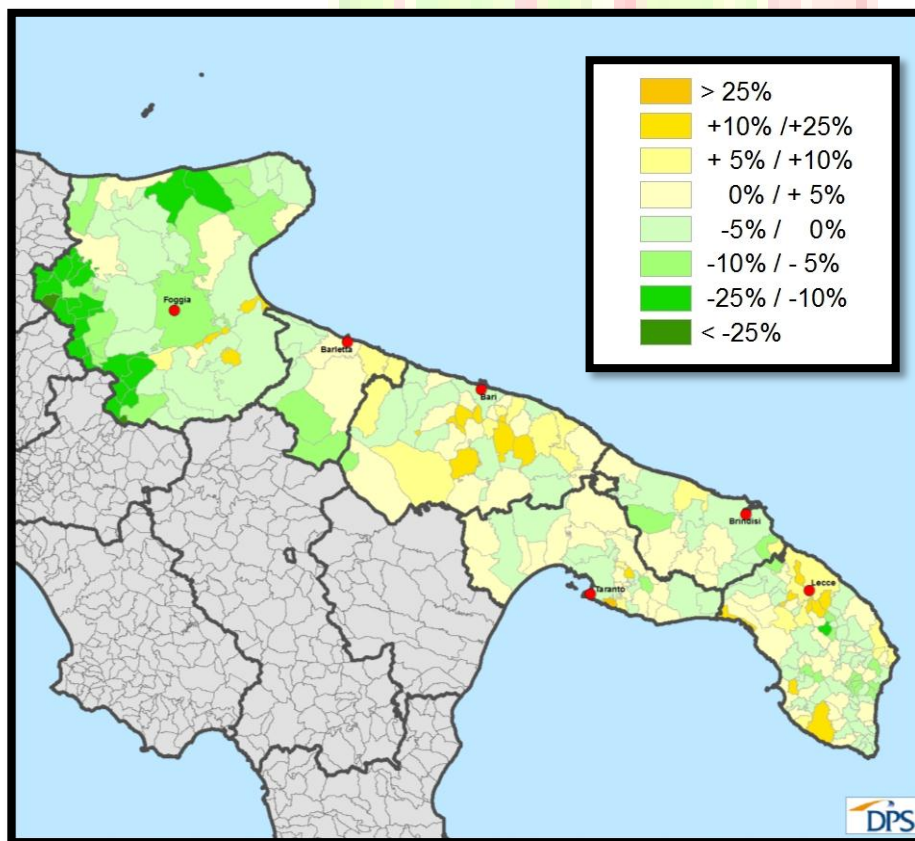 > 25%
+10% /+25%
+ 5% / +10%
0% / + 5%
-5% / 0%
-10% / - 5%
-25% / -10%
< -25%
Foggia
Barletta
Bari
Brindisi
Lecce
Taranto
DPS